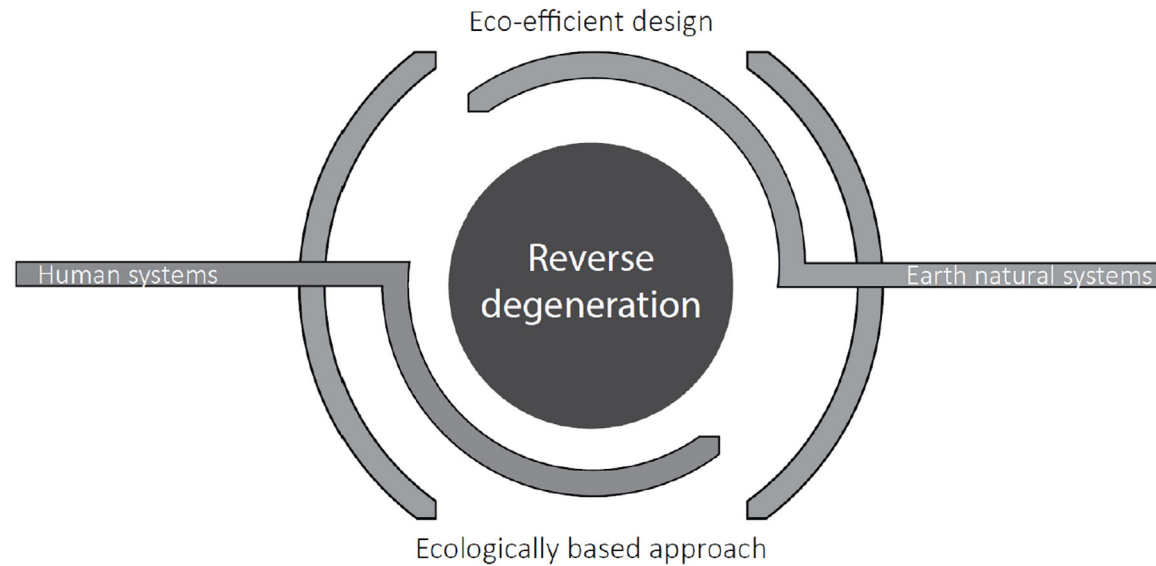 Eco-efficient design
Human systems
Reverse
degeneration
Earth natural systems
Ecologically based approach